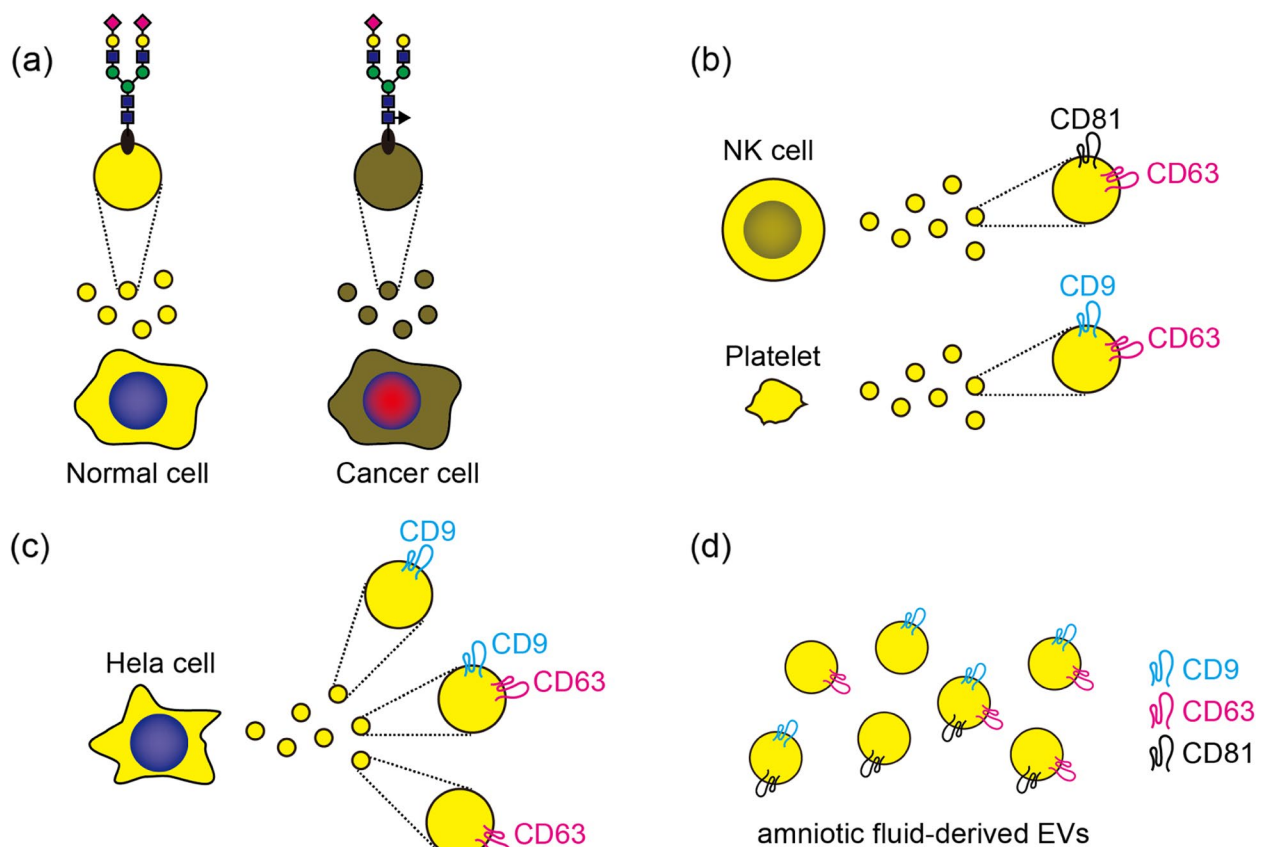 (a)
Normal cell
Cancer cell
(b)
NK cell
CD81
CD63
Platelet
CD9
CD63
(c)
Hela cell
CD9
CD9
CD63
CD63
(d)
CD9
CD63
CD81
amniotic fluid-derived EVs